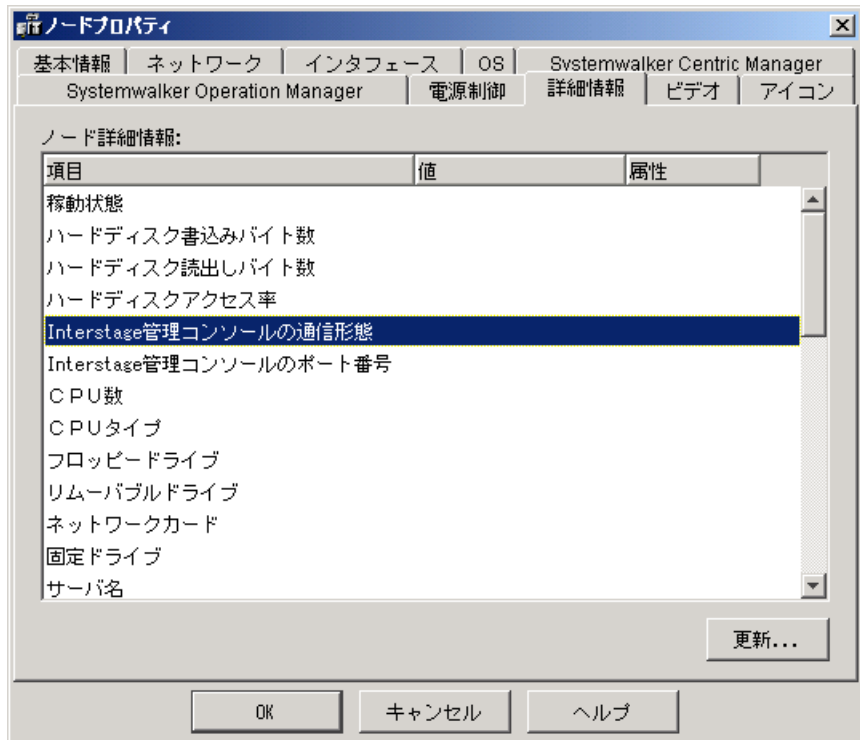 ノードプロパティ
基本情報 ネットワーク インタフェース OS Systemwalker Centric Manager
Systemwalker Operation Manager 電源制御 詳細情報 ビデオ アイコン
ノード詳細情報:
項目 値 属性
稼動状態
ハードディスク書込みバイト数
ハードディスク読出しバイト数
ハードディスクアクセス率
Interstage管理コンソールの通信形態
Interstage管理コンソールのポート番号
ＣＰＵ数
ＣＰＵタイプ
フロッピードライブ
リムーバブルドライブ
ネットワークカード
固定ドライブ
サーバ名
更新...
OK キャンセル ヘルプ